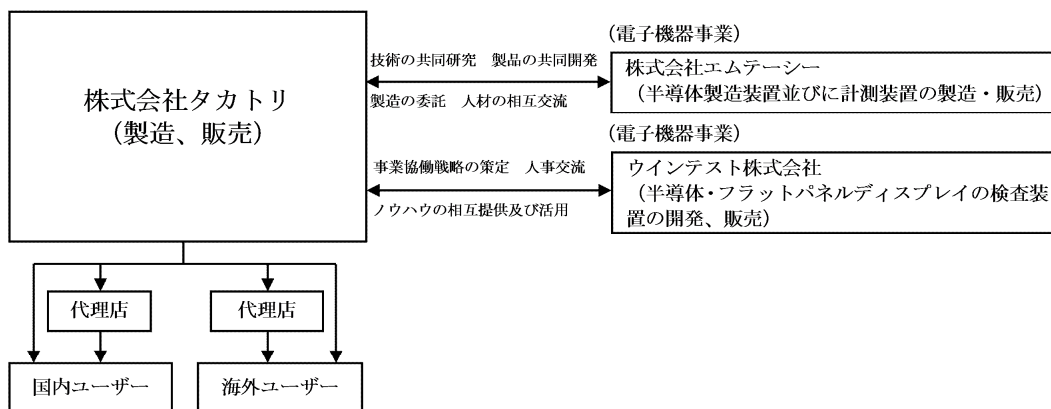 株式会社タカトリ
（製造、販売）
技術の共同研究　製品の共同開発
製造の委託　人材の相互交流
（電子機器事業）
株式会社エムテーシー
（半導体製造装置並びに計測装置の製造・販売）
事業協働戦略の策定　人事交流
ノウハウの相互提供及び活用
（電子機器事業）
ウインテスト株式会社
（半導体・フラットパネルディスプレイの検査装
置の開発、販売）
代理店
代理店
国内ユーザー
海外ユーザー